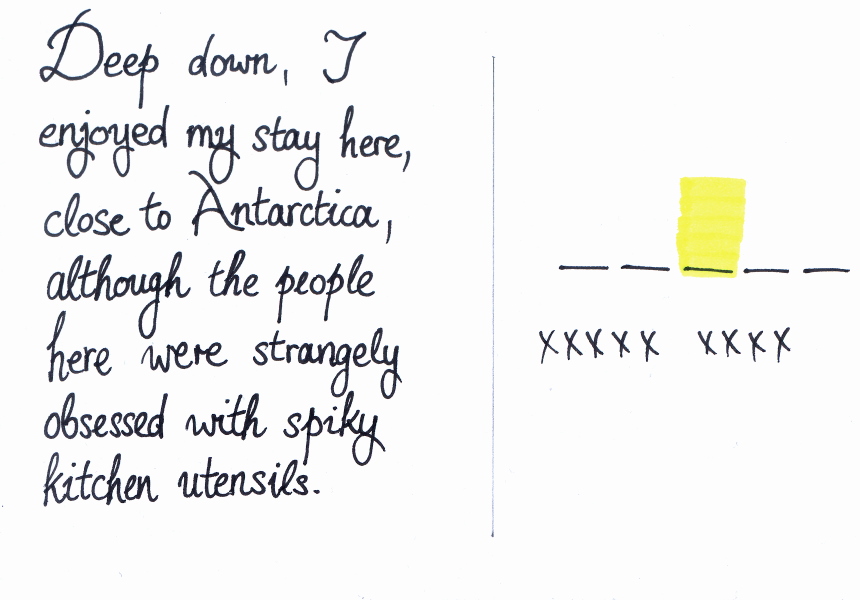 Deep down, I
enjoyed my stay here,
close to Antarctica,
although the people
here were strangely
obsessed with spiky
kitchen utensils.
_ _ _ _ _
XXXXX XXXX